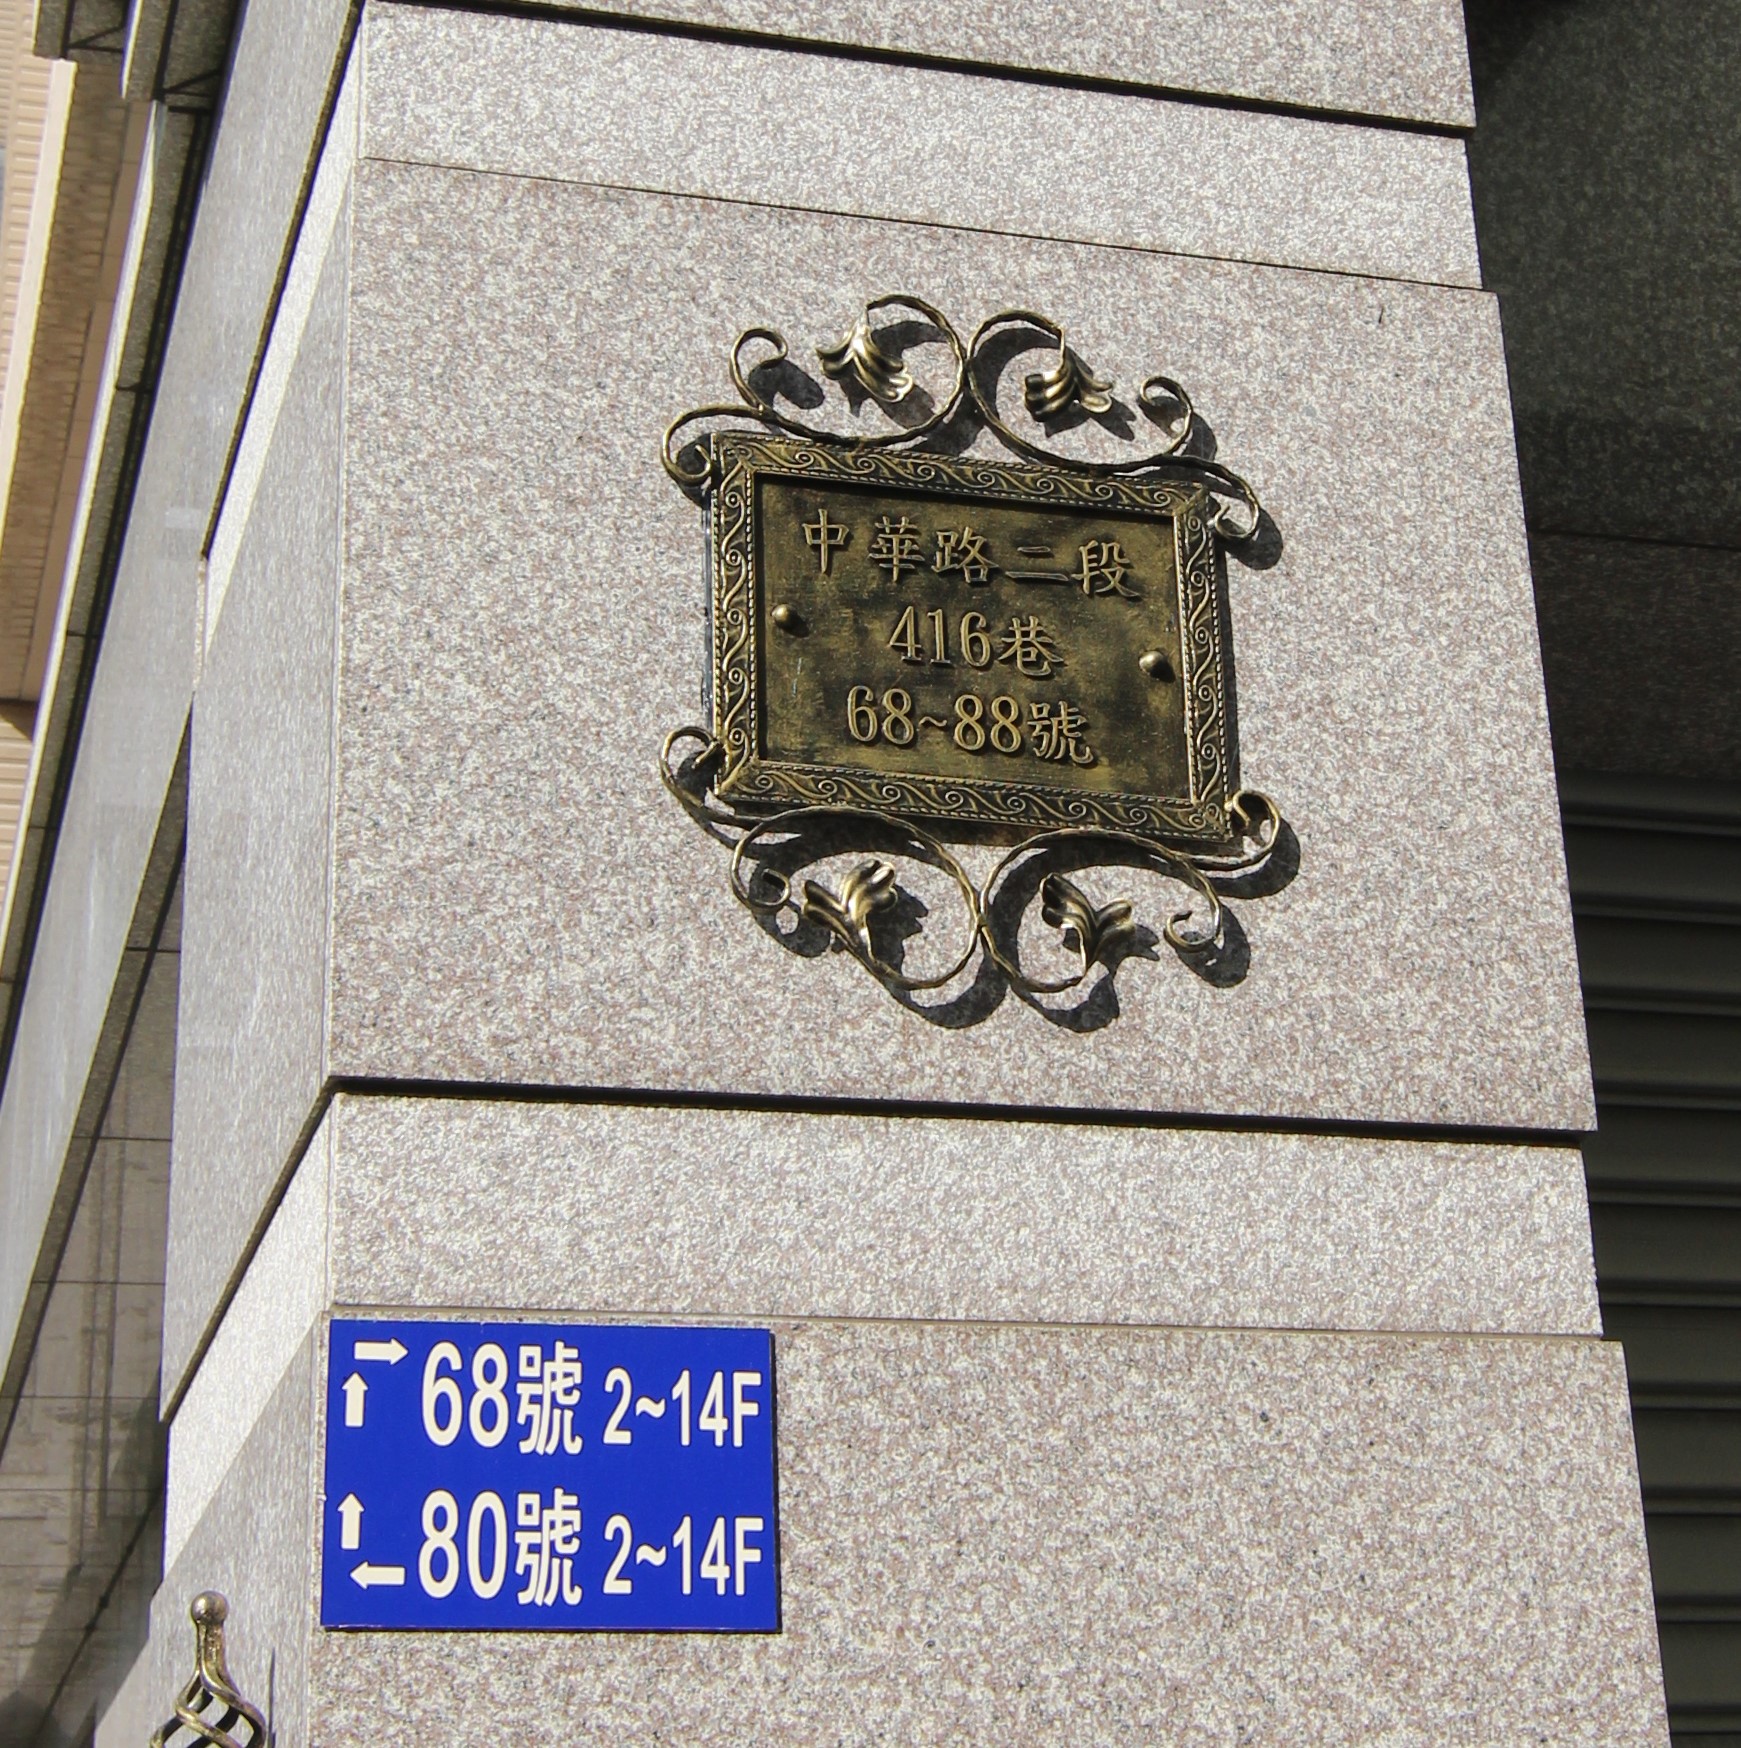 中華路二段
416巷
68~88號
→ ↑ 68號 2~14F
↑ ← 80號 2~14F